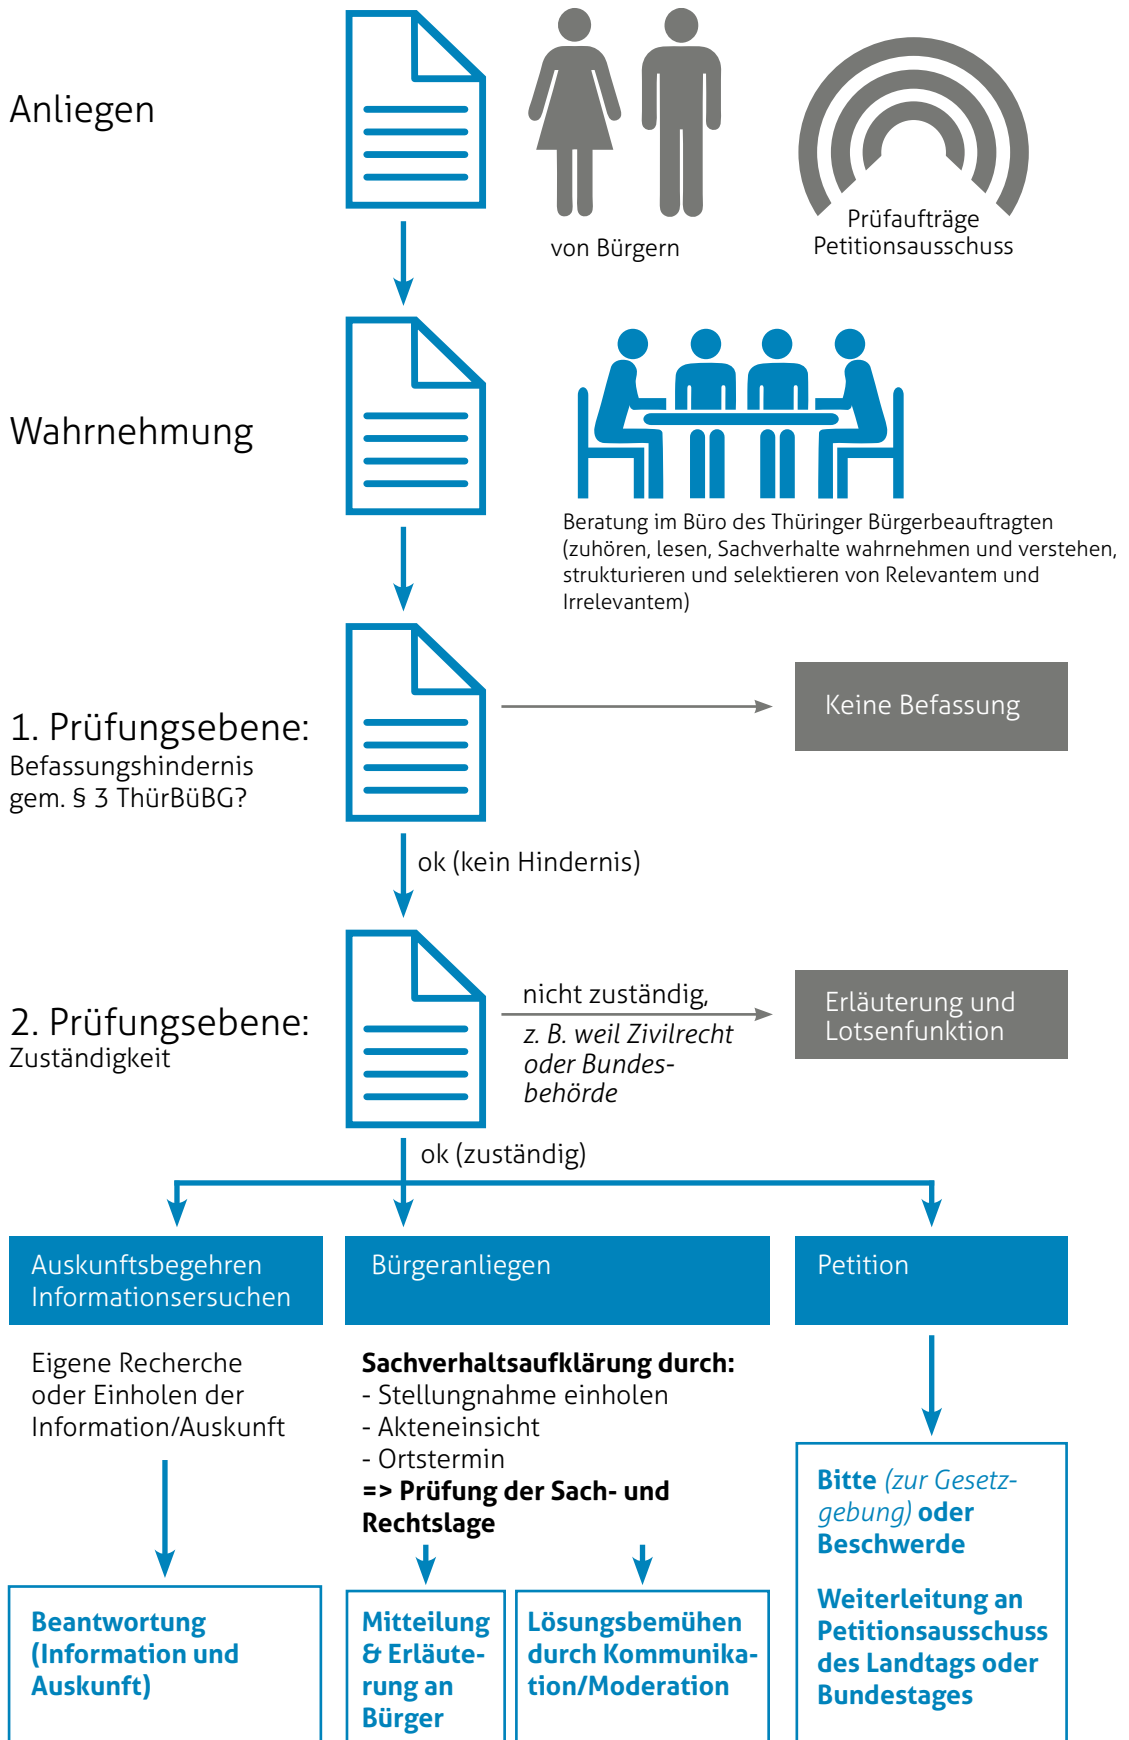 Anliegen
von Bürgern
Prüfaufträge
Petitionsausschuss
Wahrnehmung
Beratung im Büro des Thüringer Bürgerbeauftragten
(zuhören, lesen, Sachverhalte wahrnehmen und verstehen,
strukturieren und selektieren von Relevantem und
Irrelevantem)
1. Prüfungsebene:
Befassungshindernis
gem. § 3 ThürBüBG?
Keine Befassung
ok (kein Hindernis)
2. Prüfungsebene:
Zuständigkeit
nicht zuständig,
z. B. weil Zivilrecht
oder Bundes-
behörde
Erläuterung und
Lotsenfunktion
ok (zuständig)
Auskunftsbegehren
Informationsersuchen
Eigene Recherche
oder Einholen der
Information/Auskunft
Beantwortung
(Information und
Auskunft)
Bürgeranliegen
Sachverhaltsaufklärung durch:
- Stellungnahme einholen
- Akteneinsicht
- Ortstermin
=> Prüfung der Sach- und
Rechtslage
Mitteilung
& Erläute-
rung an
Bürger
Lösungsbemühen
durch Kommunika-
tion/Moderation
Petition
Bitte (zur Gesetz-
gebung) oder
Beschwerde
Weiterleitung an
Petitionsausschuss
des Landtags oder
Bundestages